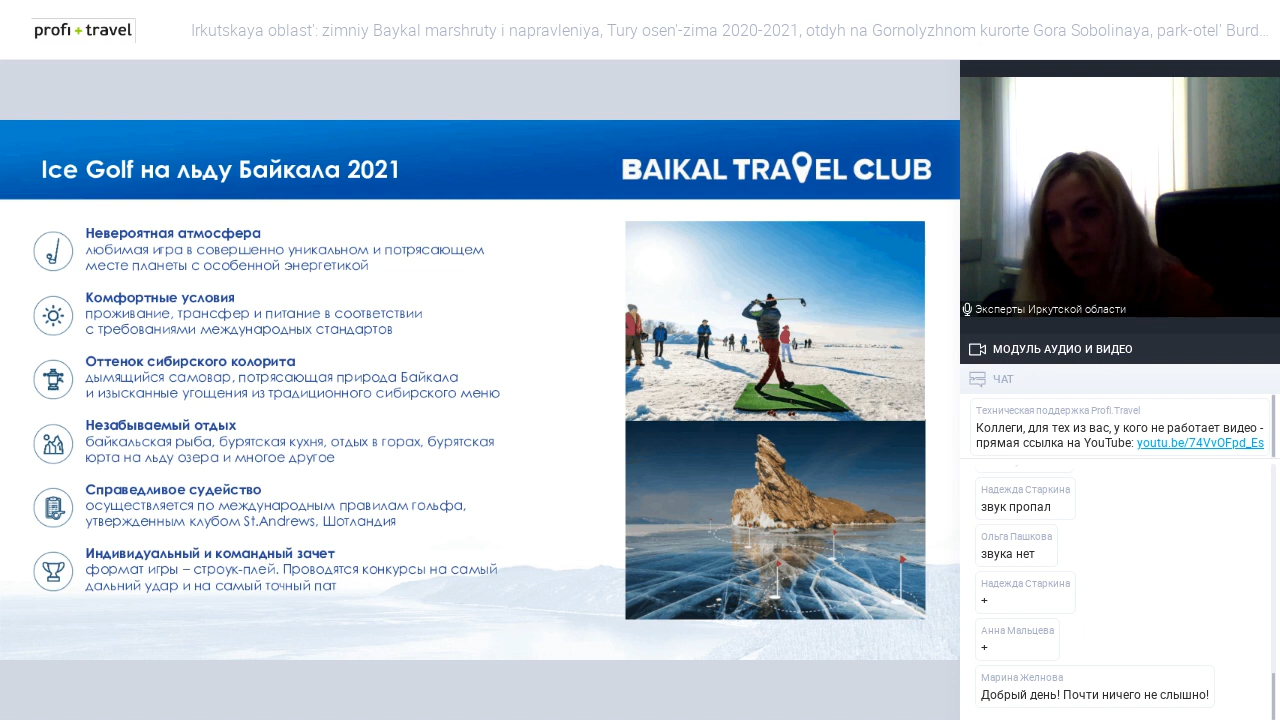 profi + travel
Irkutskaya oblast': zimniy Baykal marshruty i napravleniya, Tury osen'-zima 2020-2021, otdyh na Gornolyzhnom kurorte Gora Sobolinaya, park-otel' Burd...
Ice Golf на льду Байкала 2021
BAIKAL TRAVEL CLUB
Невероятная атмосфера
любимая игра в совершенно уникальном и потрясающем
месте планеты с особенной энергетикой
Комфортные условия
проживание, трансфер и питание в соответствии
с требованиями международных стандартов
Оттенок сибирского колорита
дымящийся самовар, потрясающая природа Байкала
и изысканные угощения из традиционного сибирского меню
Незабываемый отдых
байкальская рыба, бурятская кухня, отдых в горах, бурятская
юрта на льду озера и многое другое
Справедливое судейство
осуществляется по международным правилам гольфа,
утвержденным клубом St.Andrews, Шотландия
Индивидуальный и командный зачет
формат игры – строук-плей. Проводятся конкурсы на самый
дальний удар и на самый точный пат
Эксперты Иркутской области
МОДУЛЬ АУДИО И ВИДЕО
ЧАТ
Техническая поддержка Profi.Travel
Коллеги, для тех из вас, у кого не работает видео -
прямая ссылка на YouTube: youtu.be/74VvOFpd_Es
Надежда Старкина
звук пропал
Ольга Пашкова
звука нет
Надежда Старкина
+
Анна Мальцева
+
Марина Желнова
Добрый день! Почти ничего не слышно!